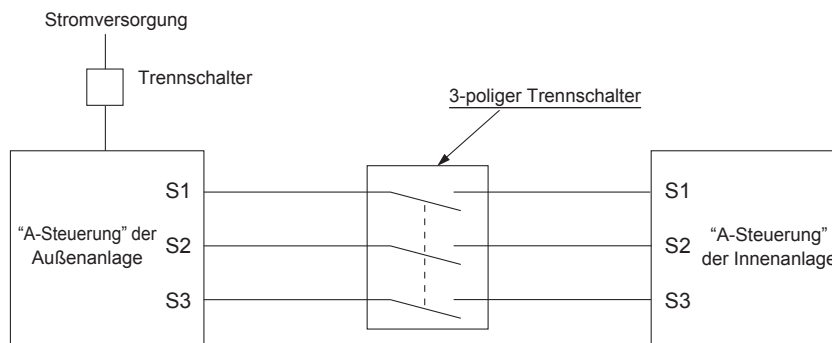 Stromversorgung
Trennschalter
3-poliger Trennschalter
S1
S1
"A-Steuerung" der
Außenanlage
S2
S2
"A-Steuerung"
der Innenanlage
S3
S3